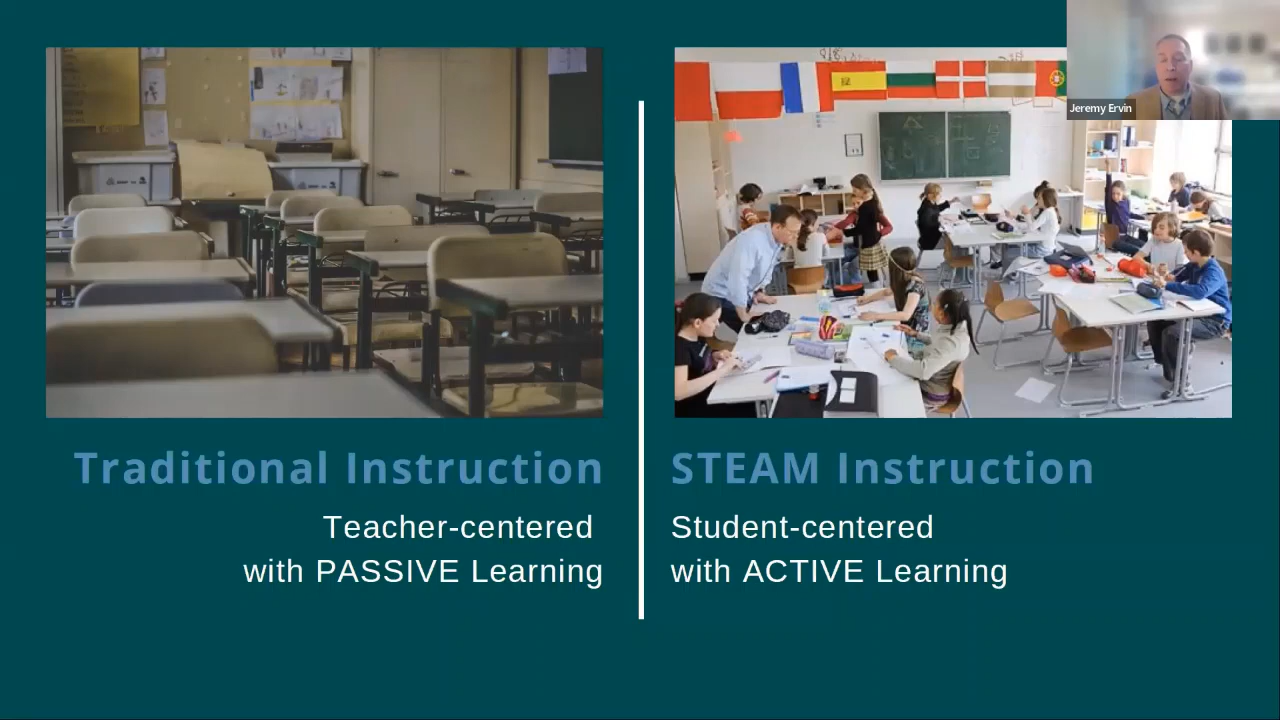 Jeremy Ervin
Traditional Instruction
Teacher-centered
with PASSIVE Learning
STEAM Instruction
Student-centered
with ACTIVE Learning